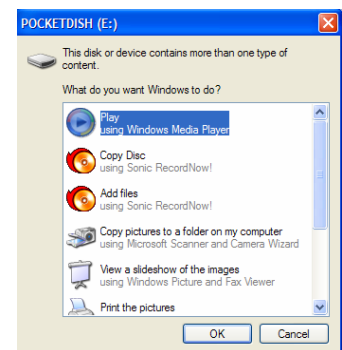 POCKETDISH (E:)
This disk or device contains more than one type of
content.
What do you want Windows to do?
Play
using Windows Media Player
Copy Disc
using Sonic RecordNow!
Add files
using Sonic RecordNow!
Copy pictures to a folder on my computer
using Microsoft Scanner and Camera Wizard
View a slideshow of the images
using Windows Picture and Fax Viewer
Print the pictures
OK Cancel